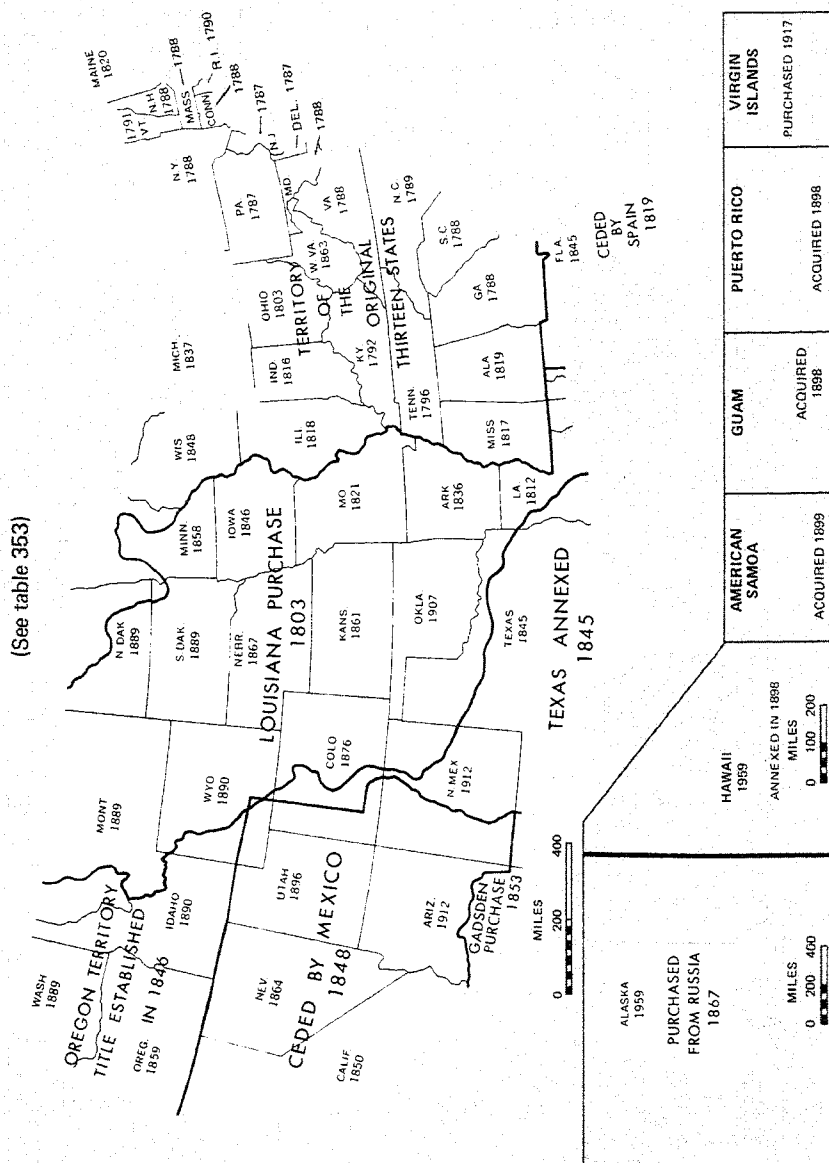 (See table 353)
WASH
1889
OREGON TERRITORY
TITLE ESTABLISHED
IN 1846
OREG.
1859
IDAHO
1890
MONT
1889
WYO
1890
N. DAK
1889
S. DAK.
1889
NEBR.
1867
MINN.
1858
IOWA
1846
WIS
1848
MICH.
1837
LOUISIANA PURCHASE
1803
NEV.
1864
UTAH
1896
COLO
1876
KANS.
1861
MO
1821
ILL
1818
IND
1816
OHIO
1803
CALIF
1850
CEDED BY MEXICO
1848
ARIZ.
1912
N.MEX
1912
GADSDEN
PURCHASE
1853
OKLA
1907
ARK
1836
TEXAS
1845
TEXAS ANNEXED
1845
LA.
1812
MISS
1817
ALA
1819
TENN.
1796
KY
1792
TERRITORY
OF
THE
ORIGINAL
THIRTEEN STATES
W. VA
1863
VA
1788
N. C.
1789
S.C
1788
GA
1788
FLA.
1845
CEDED
BY
SPAIN
1819
PA.
1787
MD
1788
DEL. 1787
N J
1787
N.Y
1788
CONN
1788
R.I. 1790
MASS
1788
1791
VT.
N.H
1788
MAINE
1820
MILES
0 200 400
ALASKA
1959
PURCHASED
FROM RUSSIA
1867
MILES
0 200 400
HAWAII
1959
ANNEXED IN 1898
MILES
0 100 200
AMERICAN
SAMOA
ACQUIRED 1899
GUAM
ACQUIRED
1898
PUERTO RICO
ACQUIRED 1898
VIRGIN
ISLANDS
PURCHASED 1917